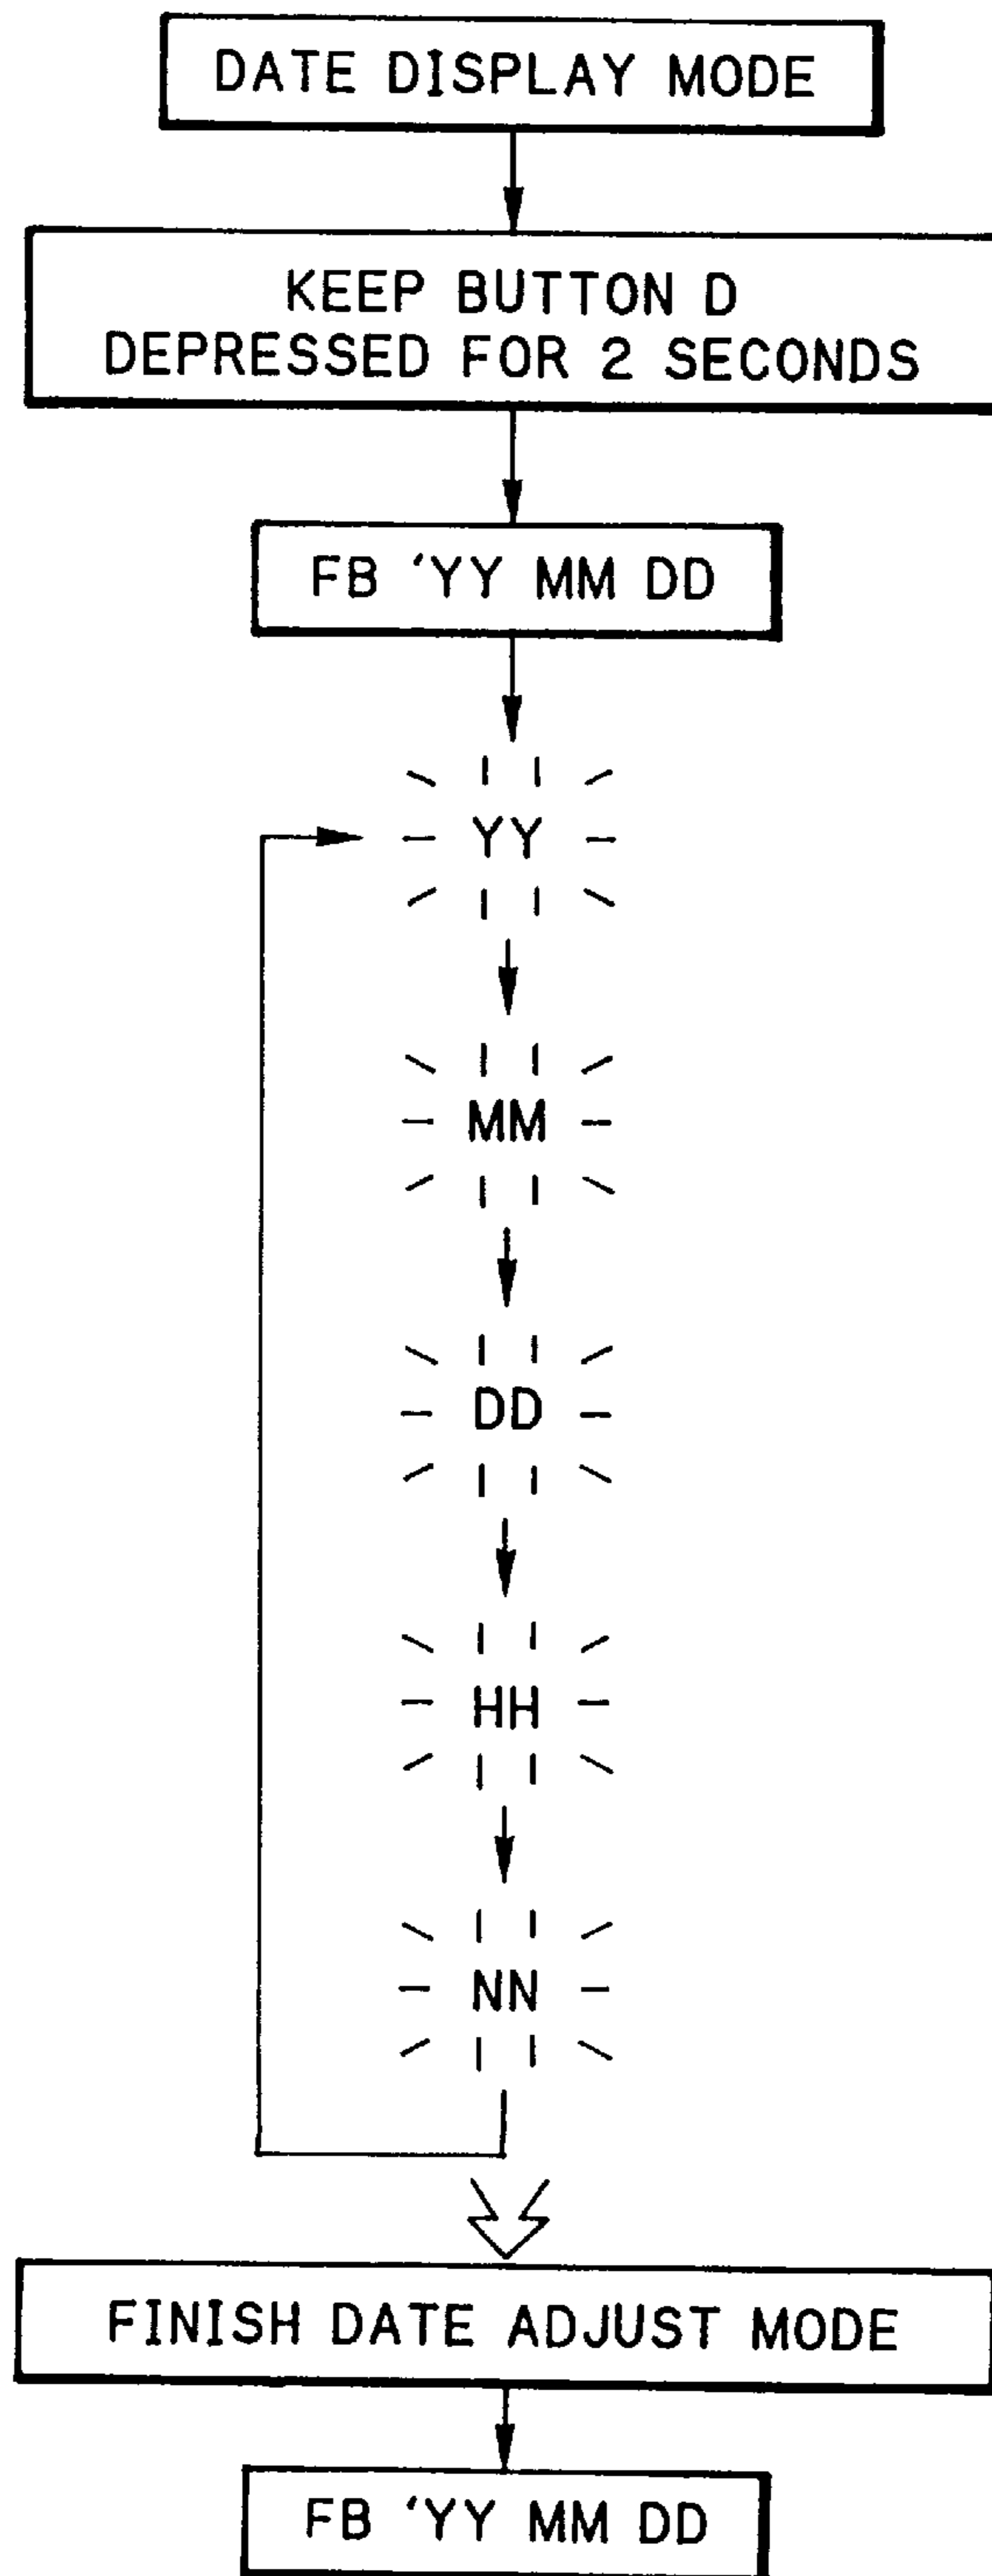 DATE DISPLAY MODE
KEEP BUTTON D
DEPRESSED FOR 2 SECONDS
FB 'YY MM DD
YY
MM
DD
HH
NN
FINISH DATE ADJUST MODE
FB 'YY MM DD